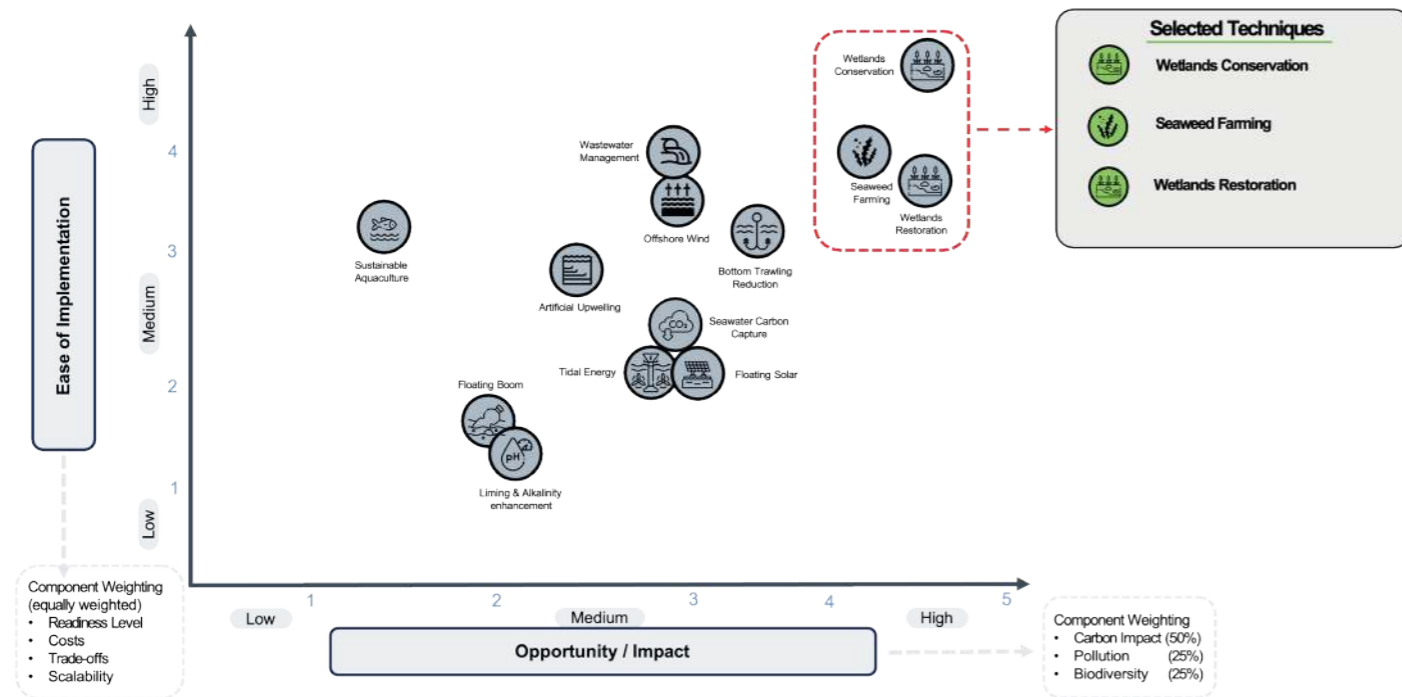 Selected Techniques
Wetlands Conservation
Seaweed Farming
Wetlands Restoration
Ease of Implementation
High
Medium
Low
4
3
2
1
Wetlands
Conservation
Wastewater
Management
Seaweed
Farming
Wetlands
Restoration
Offshore Wind
Bottom Trawling
Reduction
Sustainable
Aquaculture
Artificial Upwelling
CO₂
Seawater Carbon
Capture
Tidal Energy
Floating Solar
Floating Boom
pH
Liming & Alkalinity
enhancement
1
2
3
4
5
Low
Medium
High
Opportunity / Impact
Component Weighting
(equally weighted)
• Readiness Level
• Costs
• Trade-offs
• Scalability
Component Weighting
• Carbon Impact (50%)
• Pollution (25%)
• Biodiversity (25%)